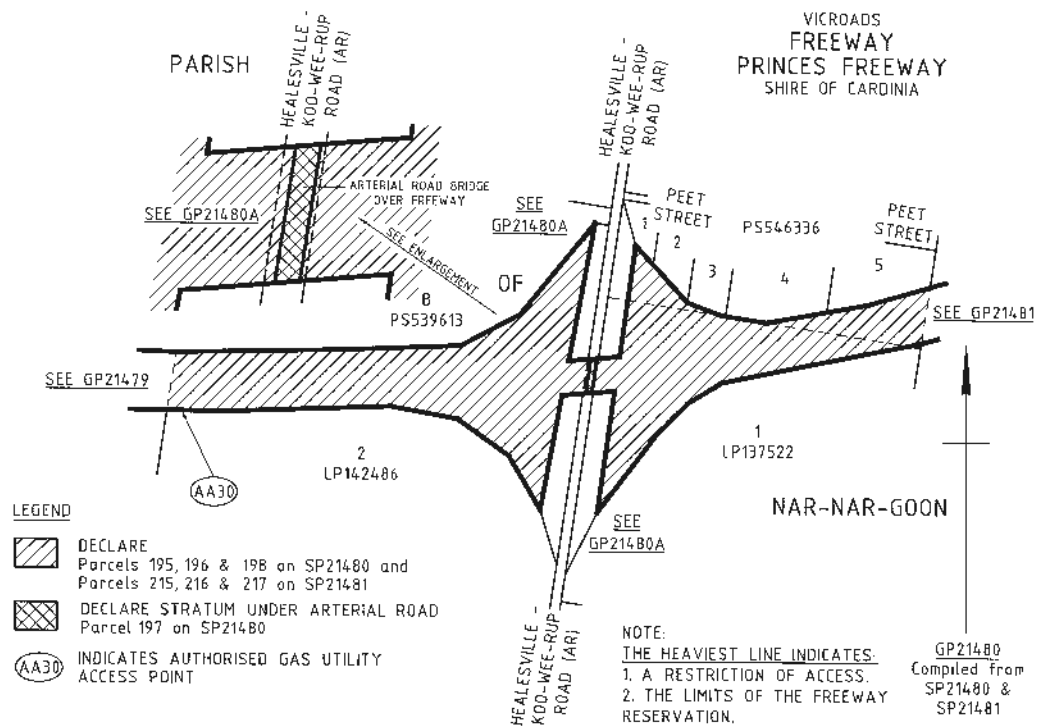 VICROADS
FREEWAY
PRINCES FREEWAY
SHIRE OF CARDINIA
PARISH
HEALESVILLE -
KOO-WEE-RUP
ROAD (AR)
HEALESVILLE -
KOO-WEE-RUP
ROAD (AR)
ARTERIAL ROAD BRIDGE
OVER FREEWAY
SEE GP21480A
SEE ENLARGEMENT
SEE
GP21480A
OF
PEET
STREET
PS546336
PEET
STREET
1
2
3
4
5
8
PS539613
SEE GP21481
SEE GP21479
2
LP142486
1
LP137522
AA30
NAR-NAR-GOON
SEE
GP21480A
HEALESVILLE -
KOO-WEE-RUP
ROAD (AR)
LEGEND
DECLARE
Parcels 195, 196 & 198 on SP21480 and
Parcels 215, 216 & 217 on SP21481
DECLARE STRATUM UNDER ARTERIAL ROAD
Parcel 197 on SP21480
AA30
INDICATES AUTHORISED GAS UTILITY
ACCESS POINT
NOTE:
THE HEAVIEST LINE INDICATES:
1. A RESTRICTION OF ACCESS.
2. THE LIMITS OF THE FREEWAY
RESERVATION.
GP21480
Compiled from
SP21480 &
SP21481